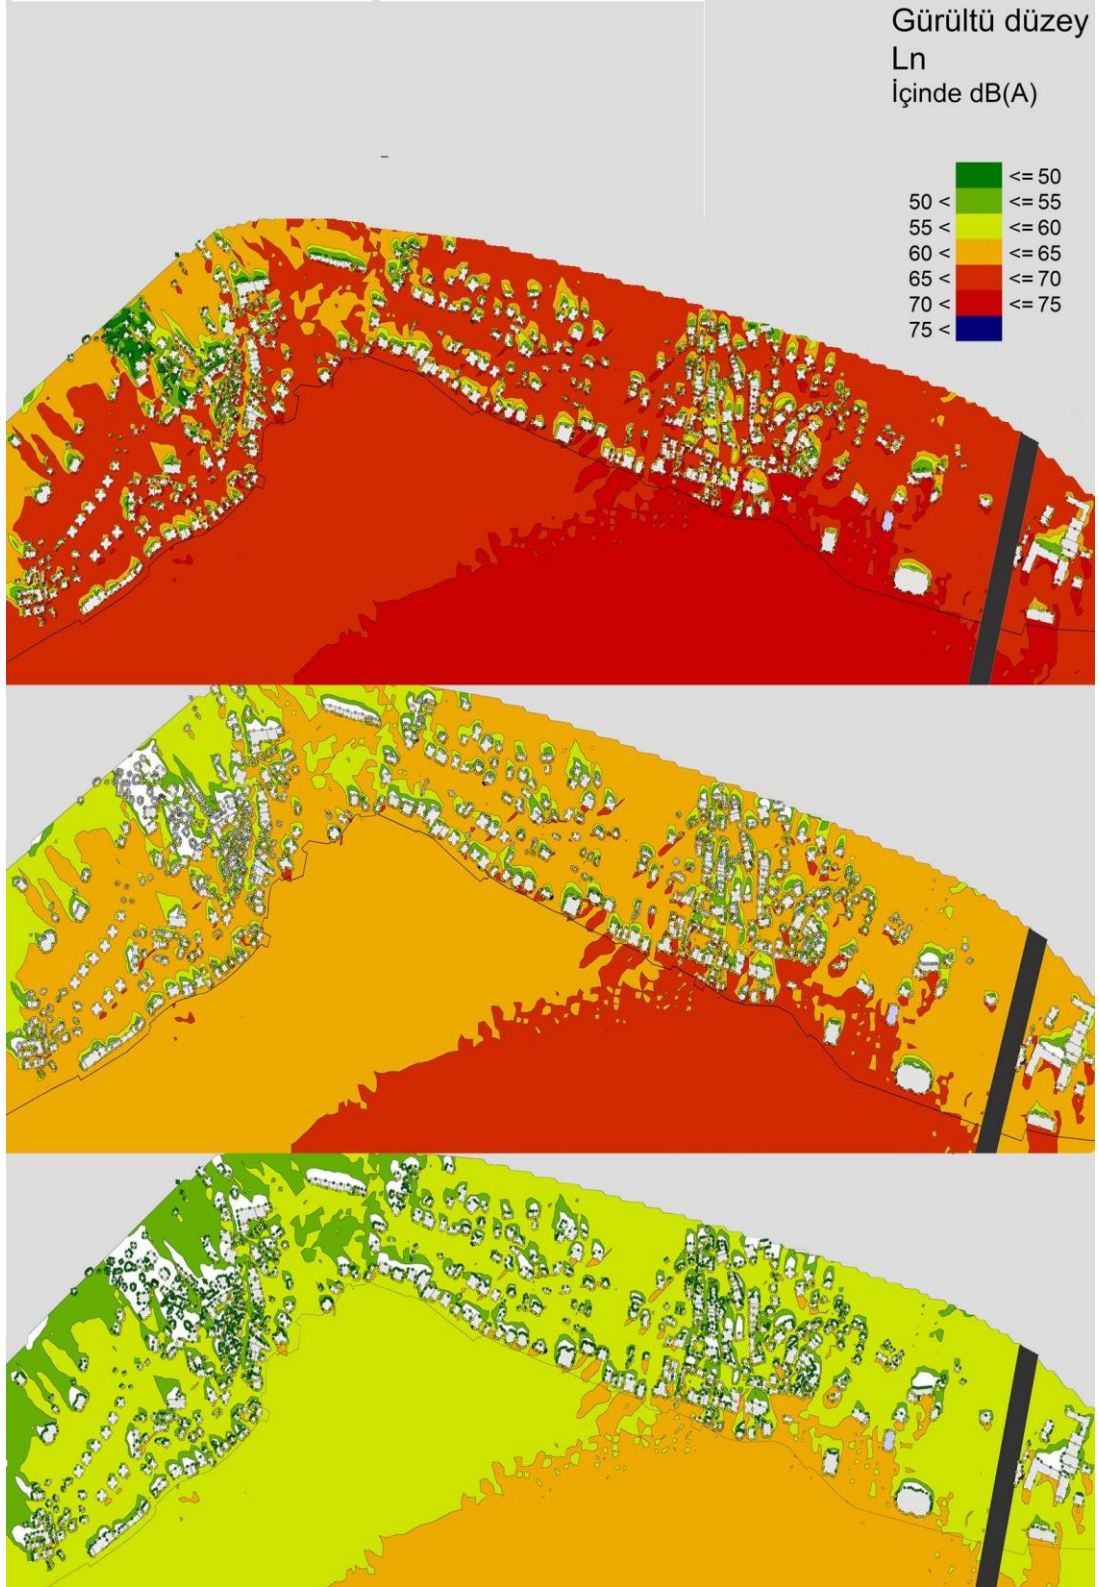 Gürültü düzey
Ln
İçinde dB(A)
<= 50
50 < <= 55
55 < <= 60
60 < <= 65
65 < <= 70
70 < <= 75
75 <